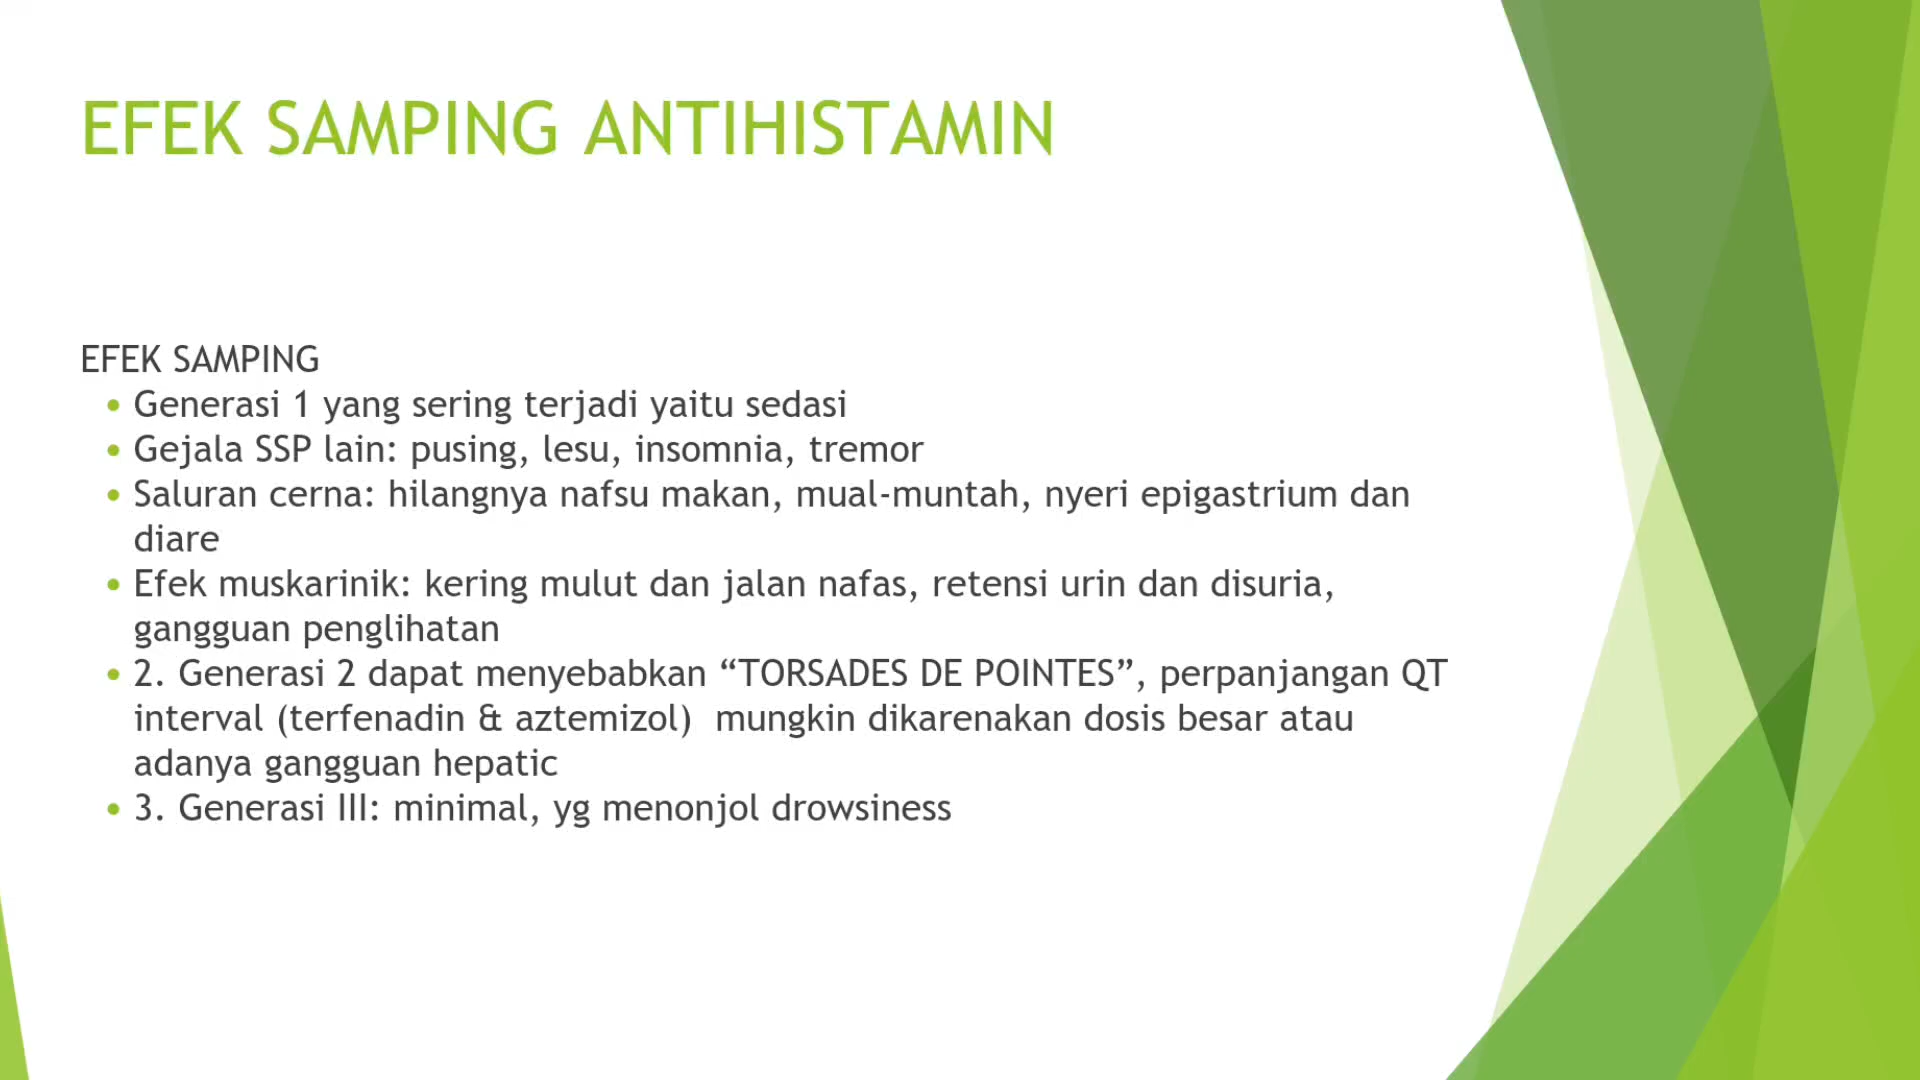 EFEK SAMPING ANTIHISTAMIN
EFEK SAMPING
• Generasi 1 yang sering terjadi yaitu sedasi
• Gejala SSP lain: pusing, lesu, insomnia, tremor
• Saluran cerna: hilangnya nafsu makan, mual-muntah, nyeri epigastrium dan
diare
• Efek muskarinik: kering mulut dan jalan nafas, retensi urin dan disuria,
gangguan penglihatan
• 2. Generasi 2 dapat menyebabkan “TORSADES DE POINTES”, perpanjangan QT
interval (terfenadin & aztemizol)  mungkin dikarenakan dosis besar atau
adanya gangguan hepatic
• 3. Generasi III: minimal, yg menonjol drowsiness